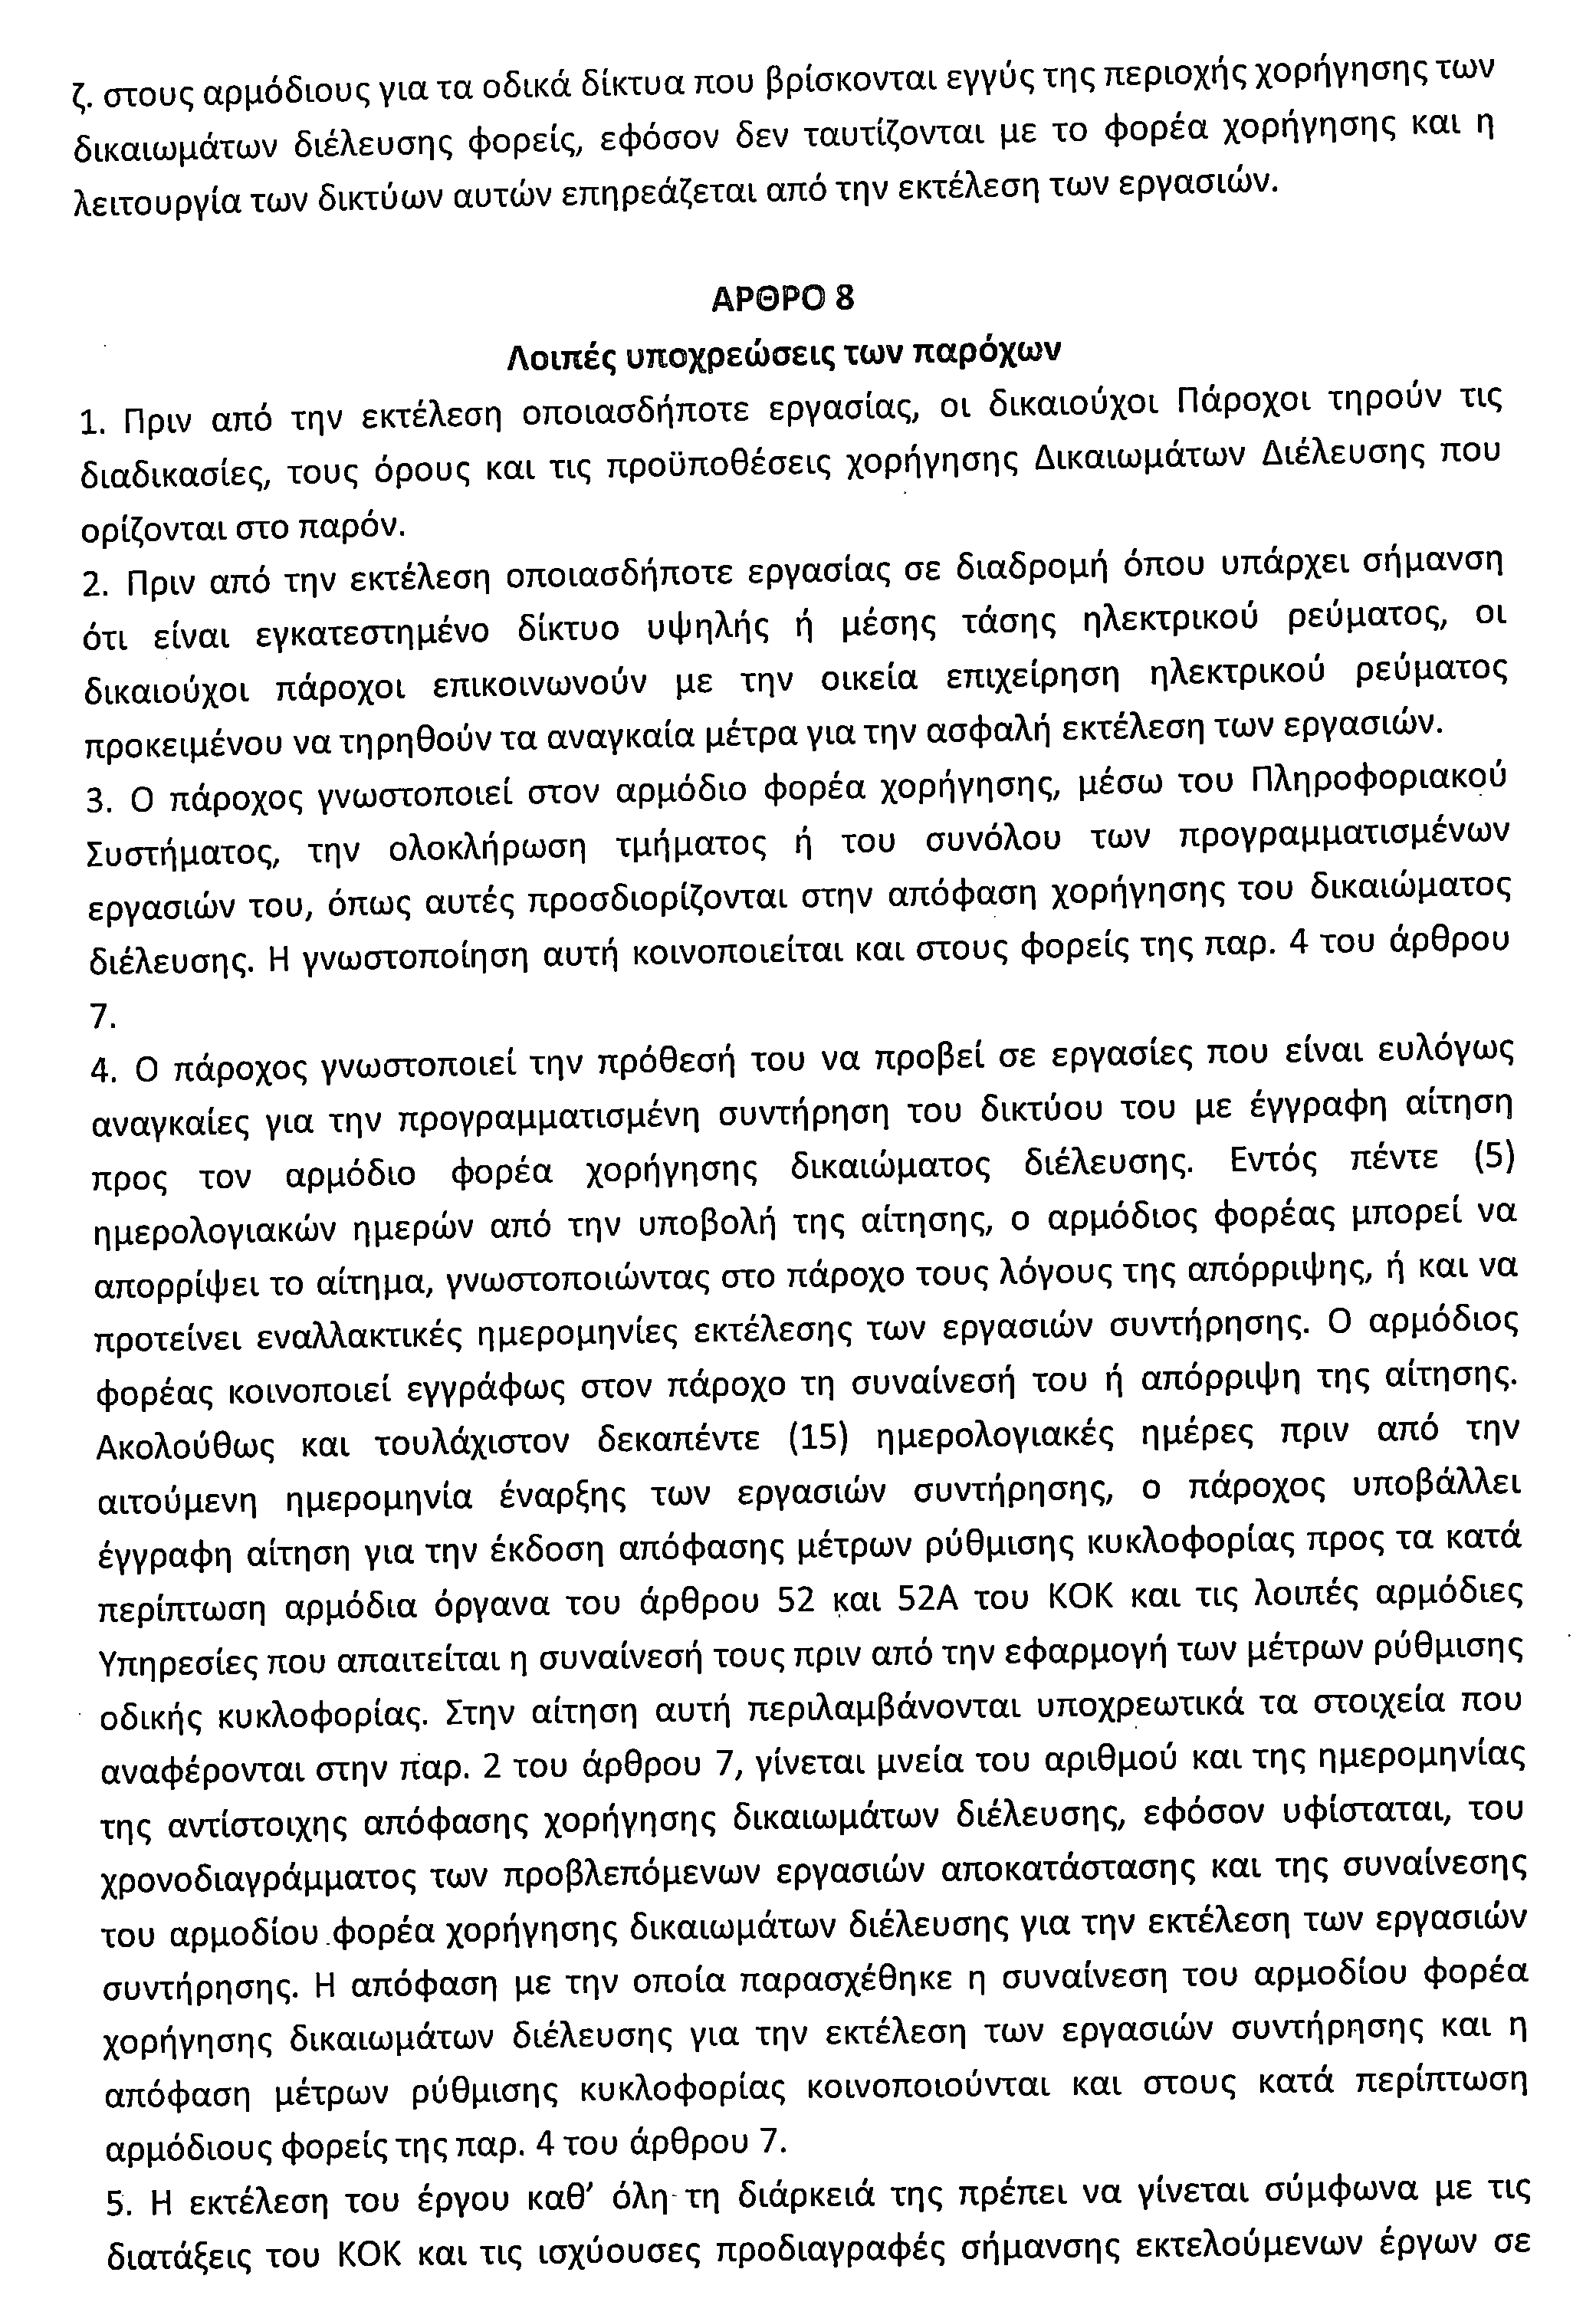 ζ. στους αρμόδιους για τα οδικά δίκτυα που βρίσκονται εγγύς της περιοχής χορήγησης των
δικαιωμάτων διέλευσης φορείς, εφόσον δεν ταυτίζονται με το φορέα χορήγησης και η
λειτουργία των δικτύων αυτών επηρεάζεται από την εκτέλεση των εργασιών.
ΑΡΘΡΟ 8
Λοιπές υποχρεώσεις των παρόχων
1. Πριν από την εκτέλεση οποιασδήποτε εργασίας, οι δικαιούχοι Πάροχοι τηρούν τις
διαδικασίες, τους όρους και τις προϋποθέσεις χορήγησης Δικαιωμάτων Διέλευσης που
ορίζονται στο παρόν.
2. Πριν από την εκτέλεση οποιασδήποτε εργασίας σε διαδρομή όπου υπάρχει σήμανση
ότι είναι εγκατεστημένο δίκτυο υψηλής ή μέσης τάσης ηλεκτρικού ρεύματος, οι
δικαιούχοι πάροχοι επικοινωνούν με την οικεία επιχείρηση ηλεκτρικού ρεύματος
προκειμένου να τηρηθούν τα αναγκαία μέτρα για την ασφαλή εκτέλεση των εργασιών.
3. Ο πάροχος γνωστοποιεί στον αρμόδιο φορέα χορήγησης, μέσω του Πληροφοριακού
Συστήματος, την ολοκλήρωση τμήματος ή του συνόλου των προγραμματισμένων
εργασιών του, όπως αυτές προσδιορίζονται στην απόφαση χορήγησης του δικαιώματος
διέλευσης. Η γνωστοποίηση αυτή κοινοποιείται και στους φορείς της παρ. 4 του άρθρου
7.
4. Ο πάροχος γνωστοποιεί την πρόθεσή του να προβεί σε εργασίες που είναι ευλόγως
αναγκαίες για την προγραμματισμένη συντήρηση του δικτύου του με έγγραφη αίτηση
προς τον αρμόδιο φορέα χορήγησης δικαιώματος διέλευσης. Εντός πέντε (5)
ημερολογιακών ημερών από την υποβολή της αίτησης, ο αρμόδιος φορέας μπορεί να
απορρίψει το αίτημα, γνωστοποιώντας στο πάροχο τους λόγους της απόρριψης, ή και να
προτείνει εναλλακτικές ημερομηνίες εκτέλεσης των εργασιών συντήρησης. Ο αρμόδιος
φορέας κοινοποιεί εγγράφως στον πάροχο τη συναίνεσή του ή απόρριψη της αίτησης.
Ακολούθως και τουλάχιστον δεκαπέντε (15) ημερολογιακές ημέρες πριν από την
αιτούμενη ημερομηνία έναρξης των εργασιών συντήρησης, ο πάροχος υποβάλλει
έγγραφη αίτηση για την έκδοση απόφασης μέτρων ρύθμισης κυκλοφορίας προς τα κατά
περίπτωση αρμόδια όργανα του άρθρου 52 και 52Α του ΚΟΚ και τις λοιπές αρμόδιες
Υπηρεσίες που απαιτείται η συναίνεσή τους πριν από την εφαρμογή των μέτρων ρύθμισης
οδικής κυκλοφορίας. Στην αίτηση αυτή περιλαμβάνονται υποχρεωτικά τα στοιχεία που
αναφέρονται στην παρ. 2 του άρθρου 7, γίνεται μνεία του αριθμού και της ημερομηνίας
της αντίστοιχης απόφασης χορήγησης δικαιωμάτων διέλευσης, εφόσον υφίσταται, του
χρονοδιαγράμματος των προβλεπόμενων εργασιών αποκατάστασης και της συναίνεσης
του αρμοδίου φορέα χορήγησης δικαιωμάτων διέλευσης για την εκτέλεση των εργασιών
συντήρησης. Η απόφαση με την οποία παρασχέθηκε η συναίνεση του αρμοδίου φορέα
χορήγησης δικαιωμάτων διέλευσης για την εκτέλεση των εργασιών συντήρησης και η
απόφαση μέτρων ρύθμισης κυκλοφορίας κοινοποιούνται και στους κατά περίπτωση
αρμόδιους φορείς της παρ. 4 του άρθρου 7.
5. Η εκτέλεση του έργου καθ’ όλη τη διάρκειά της πρέπει να γίνεται σύμφωνα με τις
διατάξεις του ΚΟΚ και τις ισχύουσες προδιαγραφές σήμανσης εκτελούμενων έργων σε